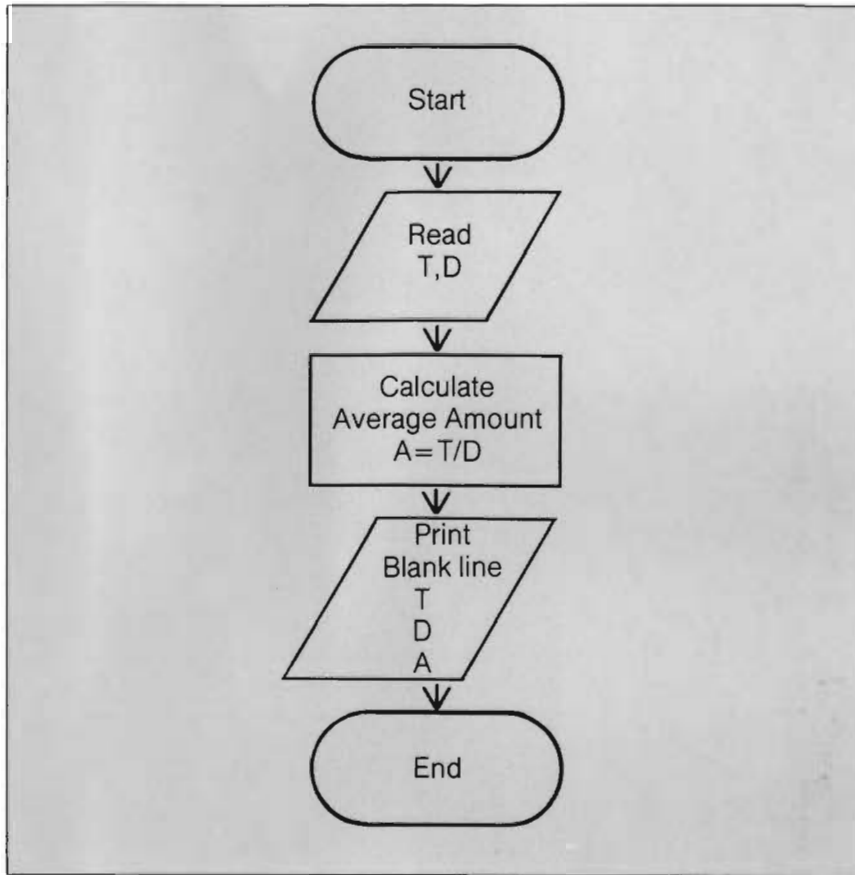 Start
Read
T,D
Calculate
Average Amount
A=T/D
Print
Blank line
T
D
A
End